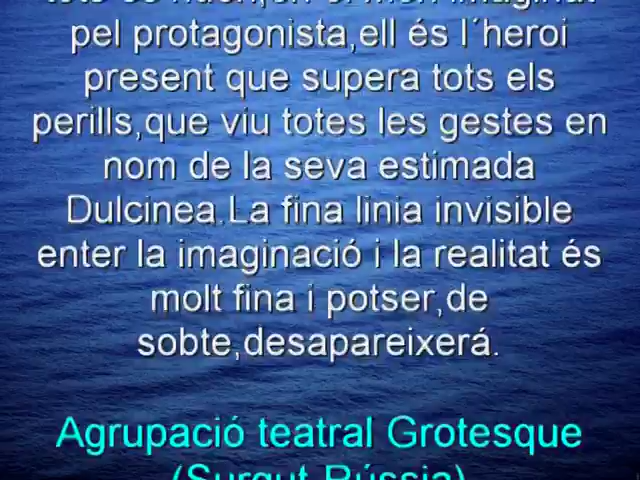 pel protagonista,ell és l´heroi
present que supera tots els
perills,que viu totes les gestes en
nom de la seva estimada
Dulcinea.La fina linia invisible
enter la imaginació i la realitat és
molt fina i potser,de
sobte,desapareixerá.
Agrupació teatral Grotesque
(Surgut-Rússia)